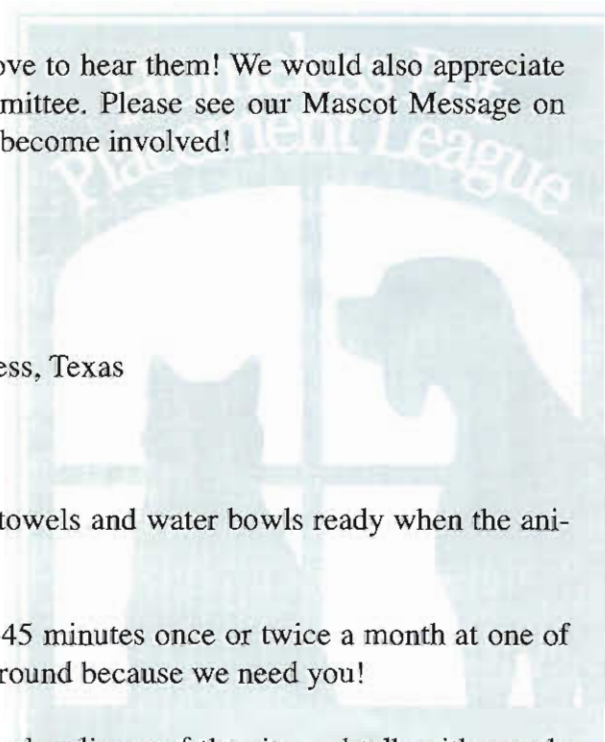 ove to hear them! We would also appreciate
mittee. Please see our Mascot Message on
become involved!
Placement League
ess, Texas
towels and water bowls ready when the ani-
45 minutes once or twice a month at one of
round because we need you!